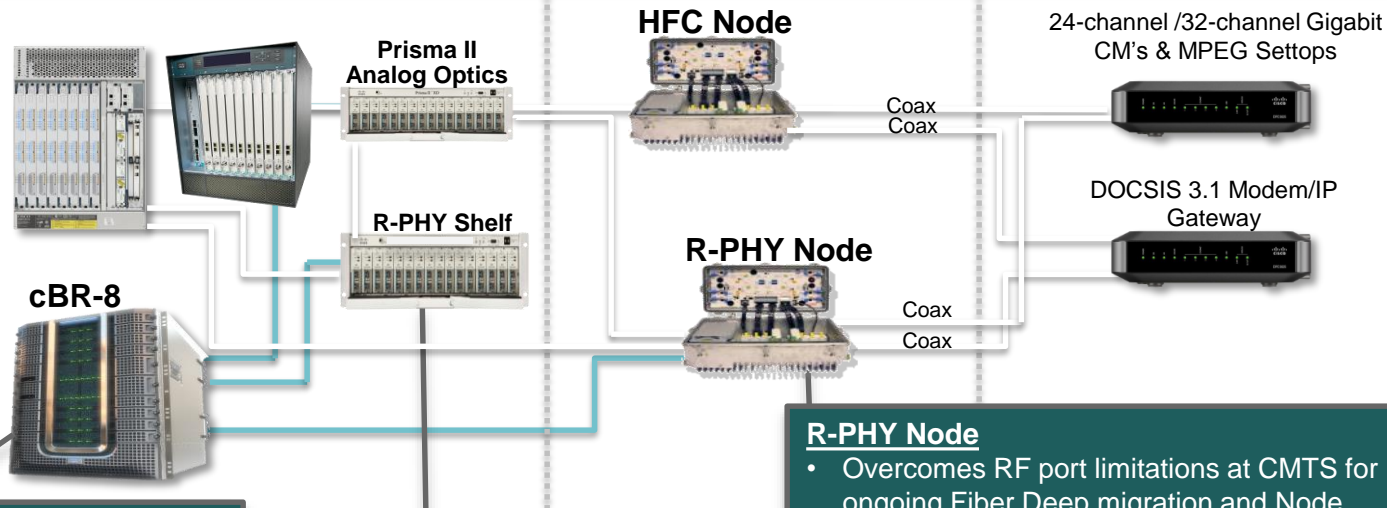 HFC Node
24-channel /32-channel Gigabit
CM's & MPEG Settops
Prisma II
Analog Optics
Coax
Coax
DOCSIS 3.1 Modem/IP
Gateway
R-PHY Shelf
R-PHY Node
cBR-8
Coax
Coax
R-PHY Node
• Overcomes RF port limitations at CMTS for
ongoing Fiber Deep migration and Node